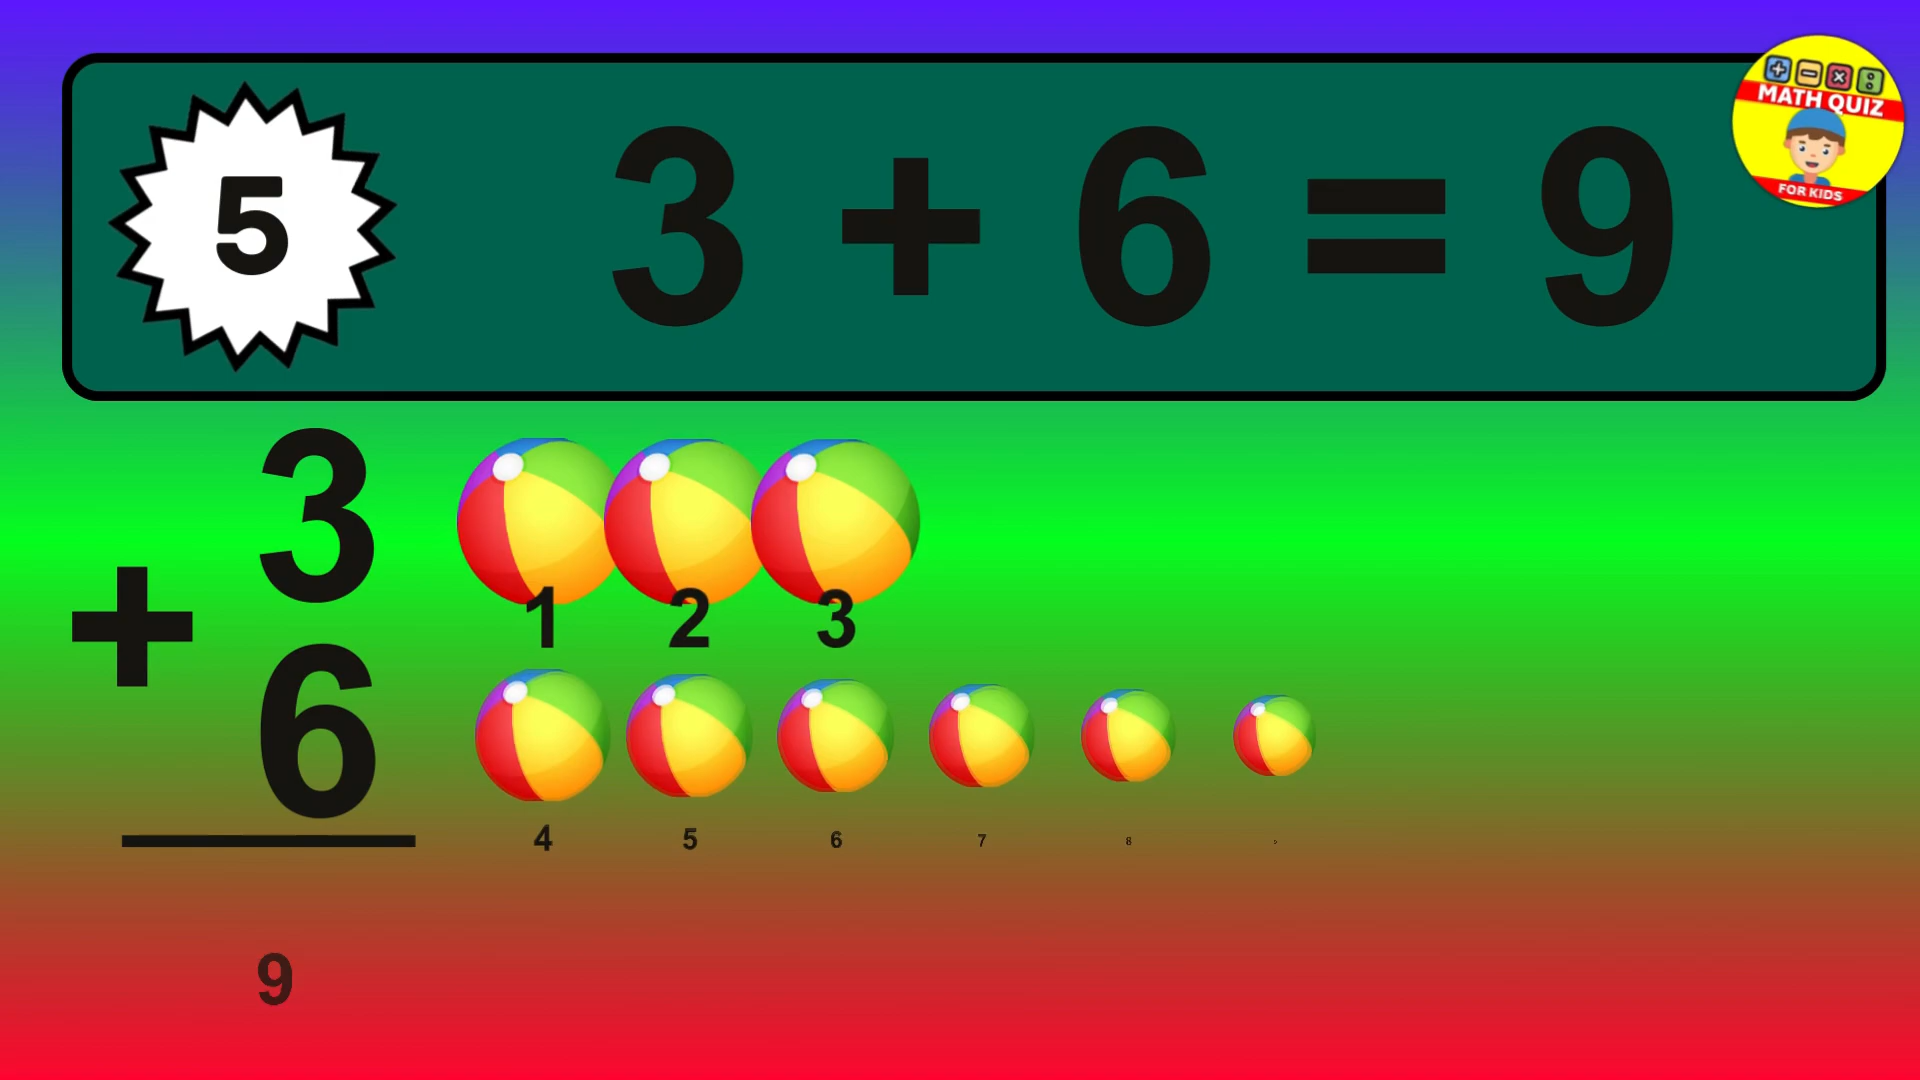 5
3 + 6 = 9
MATH QUIZ
FOR KIDS
3
+
6
1 2 3
4 5 6 7 8
9